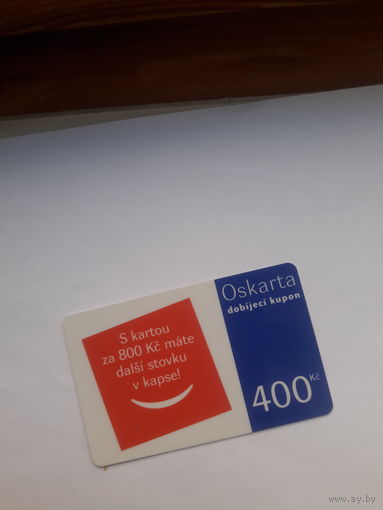 S kartou
za 800 Kč máte
další stovku
v kapse!
Oskarta
dobíjecí kupon
400 Kč
www.ay.by